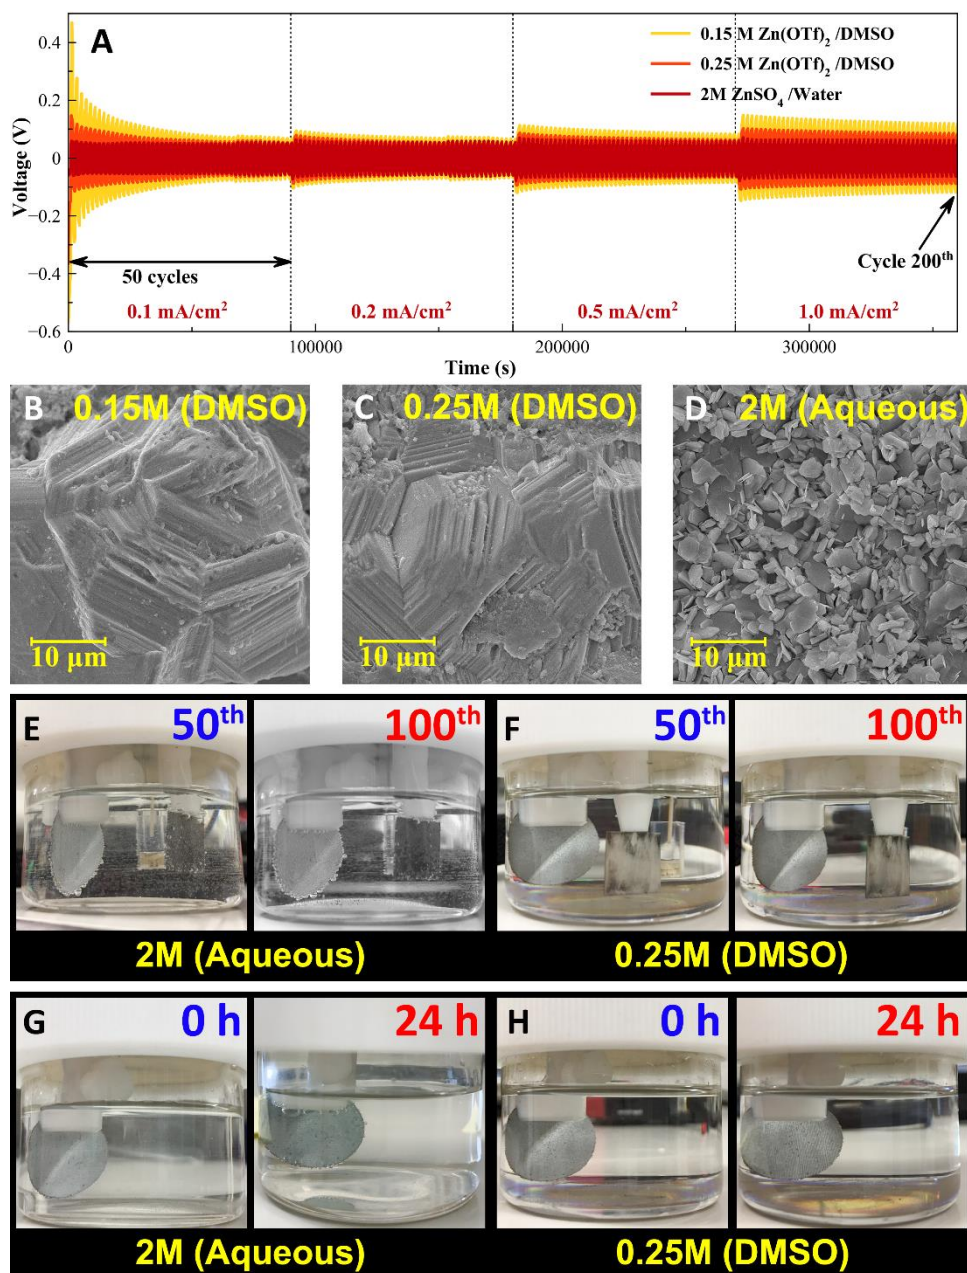 A
0.15 M Zn(OTf)2 /DMSO
0.25 M Zn(OTf)2 /DMSO
2M ZnSO4 /Water
Voltage (V)
0.4
0.2
0
−0.2
−0.4
−0.6
50 cycles
Cycle 200th
0.1 mA/cm2
0.2 mA/cm2
0.5 mA/cm2
1.0 mA/cm2
0
100000
200000
300000
Time (s)
B 0.15M (DMSO)
10 µm
C 0.25M (DMSO)
10 µm
D 2M (Aqueous)
10 µm
E 50th
100th
2M (Aqueous)
F 50th
100th
0.25M (DMSO)
G 0 h
24 h
2M (Aqueous)
H 0 h
24 h
0.25M (DMSO)